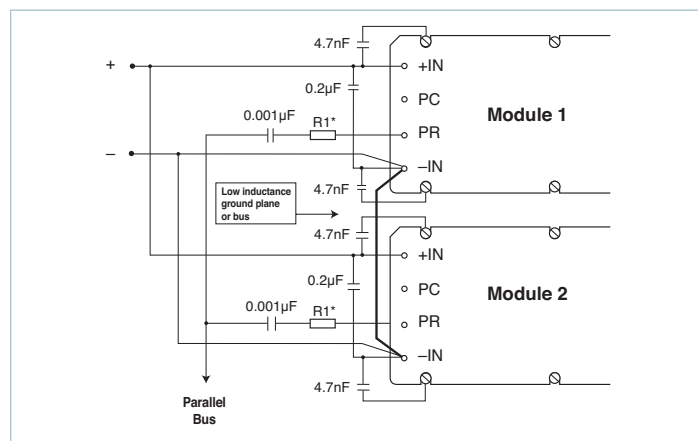 4.7nF
+
+IN
0.2µF
PC
Module 1
0.001µF
R1*
PR
–
–IN
4.7nF
Low inductance
ground plane
or bus
4.7nF
+IN
0.2µF
PC
Module 2
0.001µF
R1*
PR
–IN
4.7nF
Parallel
Bus